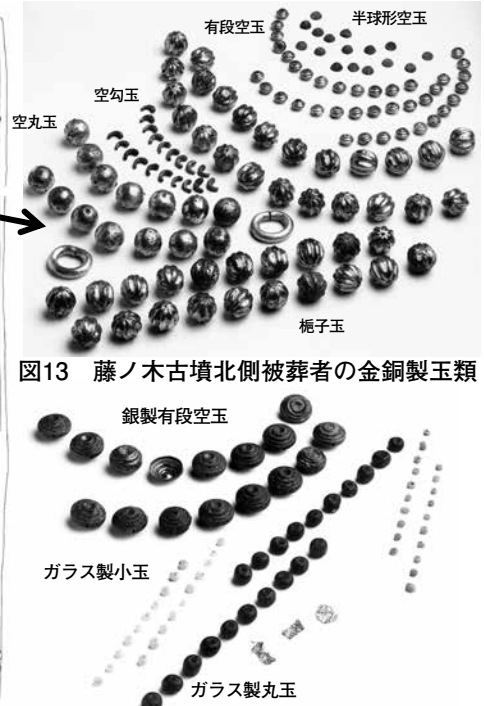 半球形空玉
有段空玉
空勾玉
空丸玉
梔子玉
図13 藤ノ木古墳北側被葬者の金銅製玉類
銀製有段空玉
ガラス製小玉
ガラス製丸玉